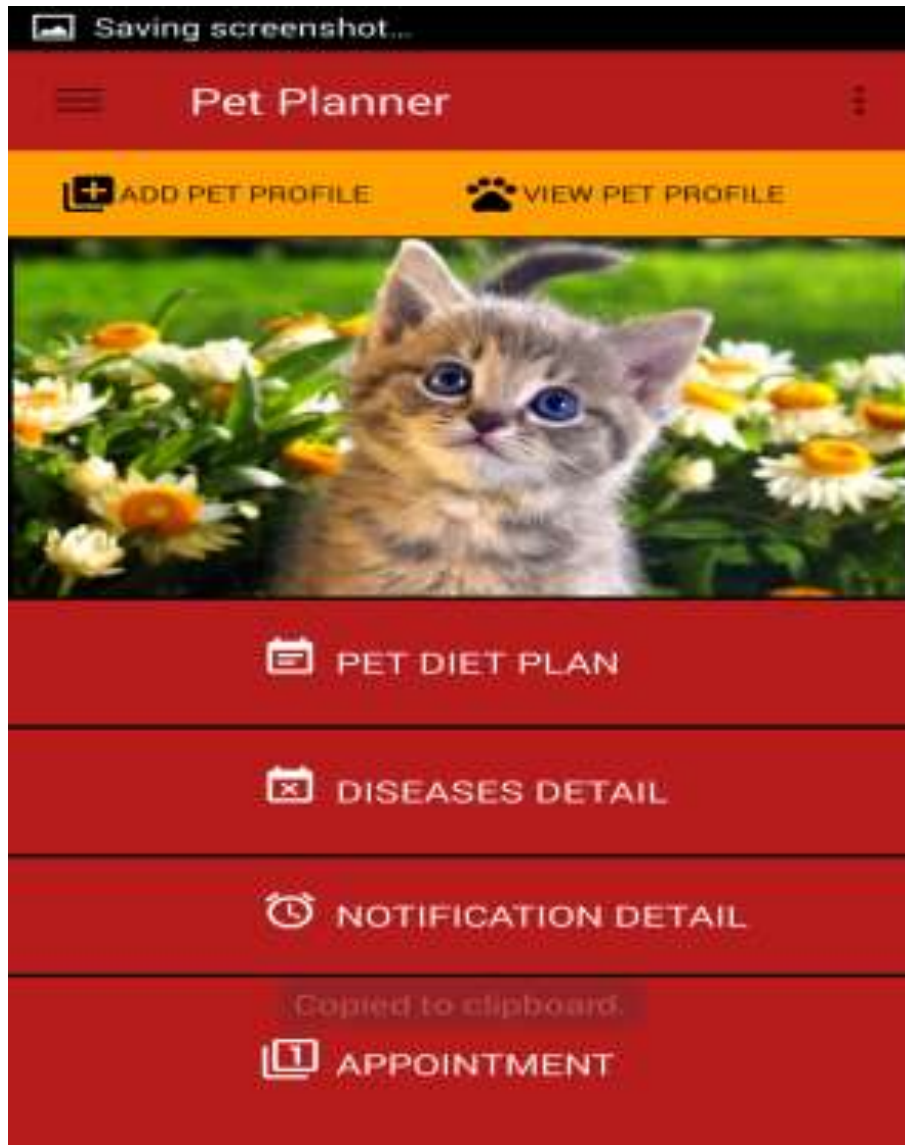 Saving screenshot...
Pet Planner
ADD PET PROFILE VIEW PET PROFILE
PET DIET PLAN
DISEASES DETAIL
NOTIFICATION DETAIL
Copied to clipboard.
1 APPOINTMENT